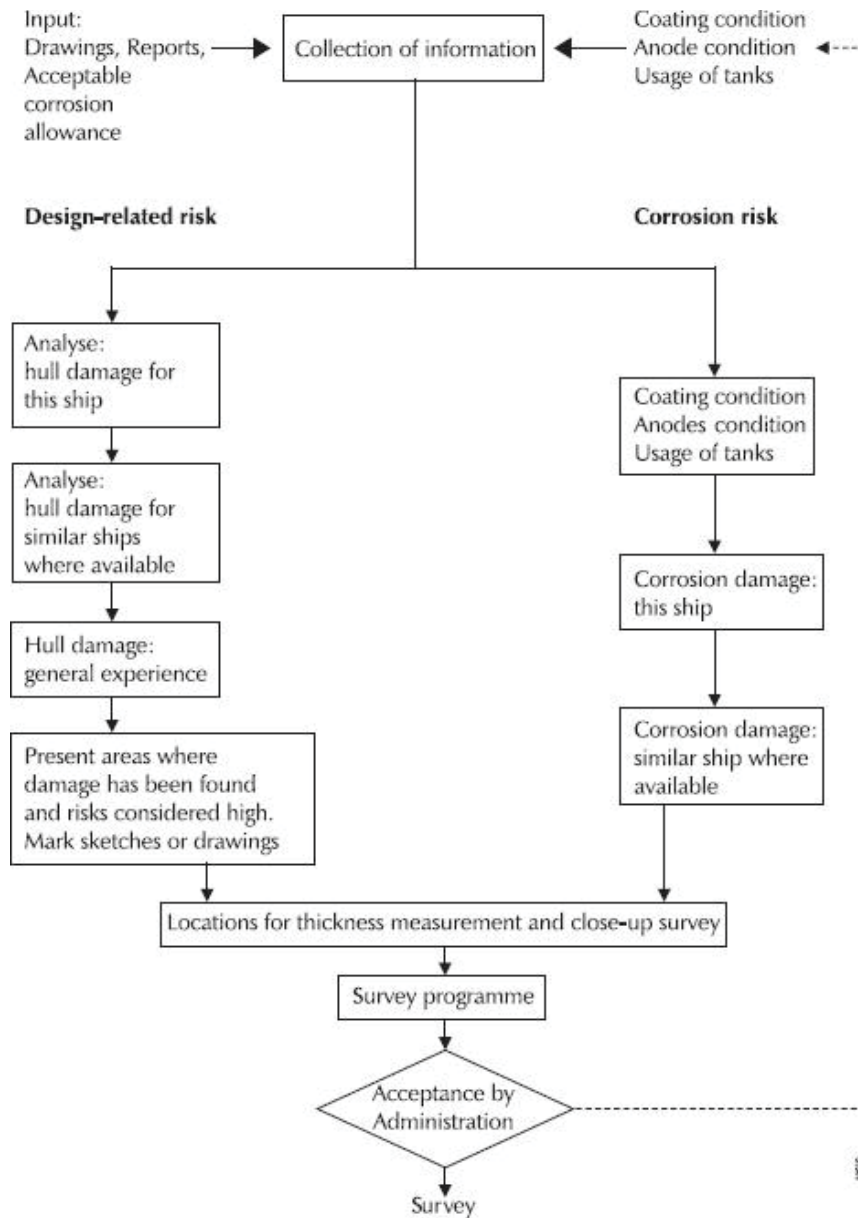 Input:
Drawings, Reports,
Acceptable
corrosion
allowance
Collection of information
Coating condition
Anode condition
Usage of tanks
Design-related risk
Corrosion risk
Analyse:
hull damage for
this ship
Analyse:
hull damage for
similar ships
where available
Hull damage:
general experience
Present areas where
damage has been found
and risks considered high.
Mark sketches or drawings
Coating condition
Anodes condition
Usage of tanks
Corrosion damage:
this ship
Corrosion damage:
similar ship where
available
Locations for thickness measurement and close-up survey
Survey programme
Acceptance by
Administration
Survey